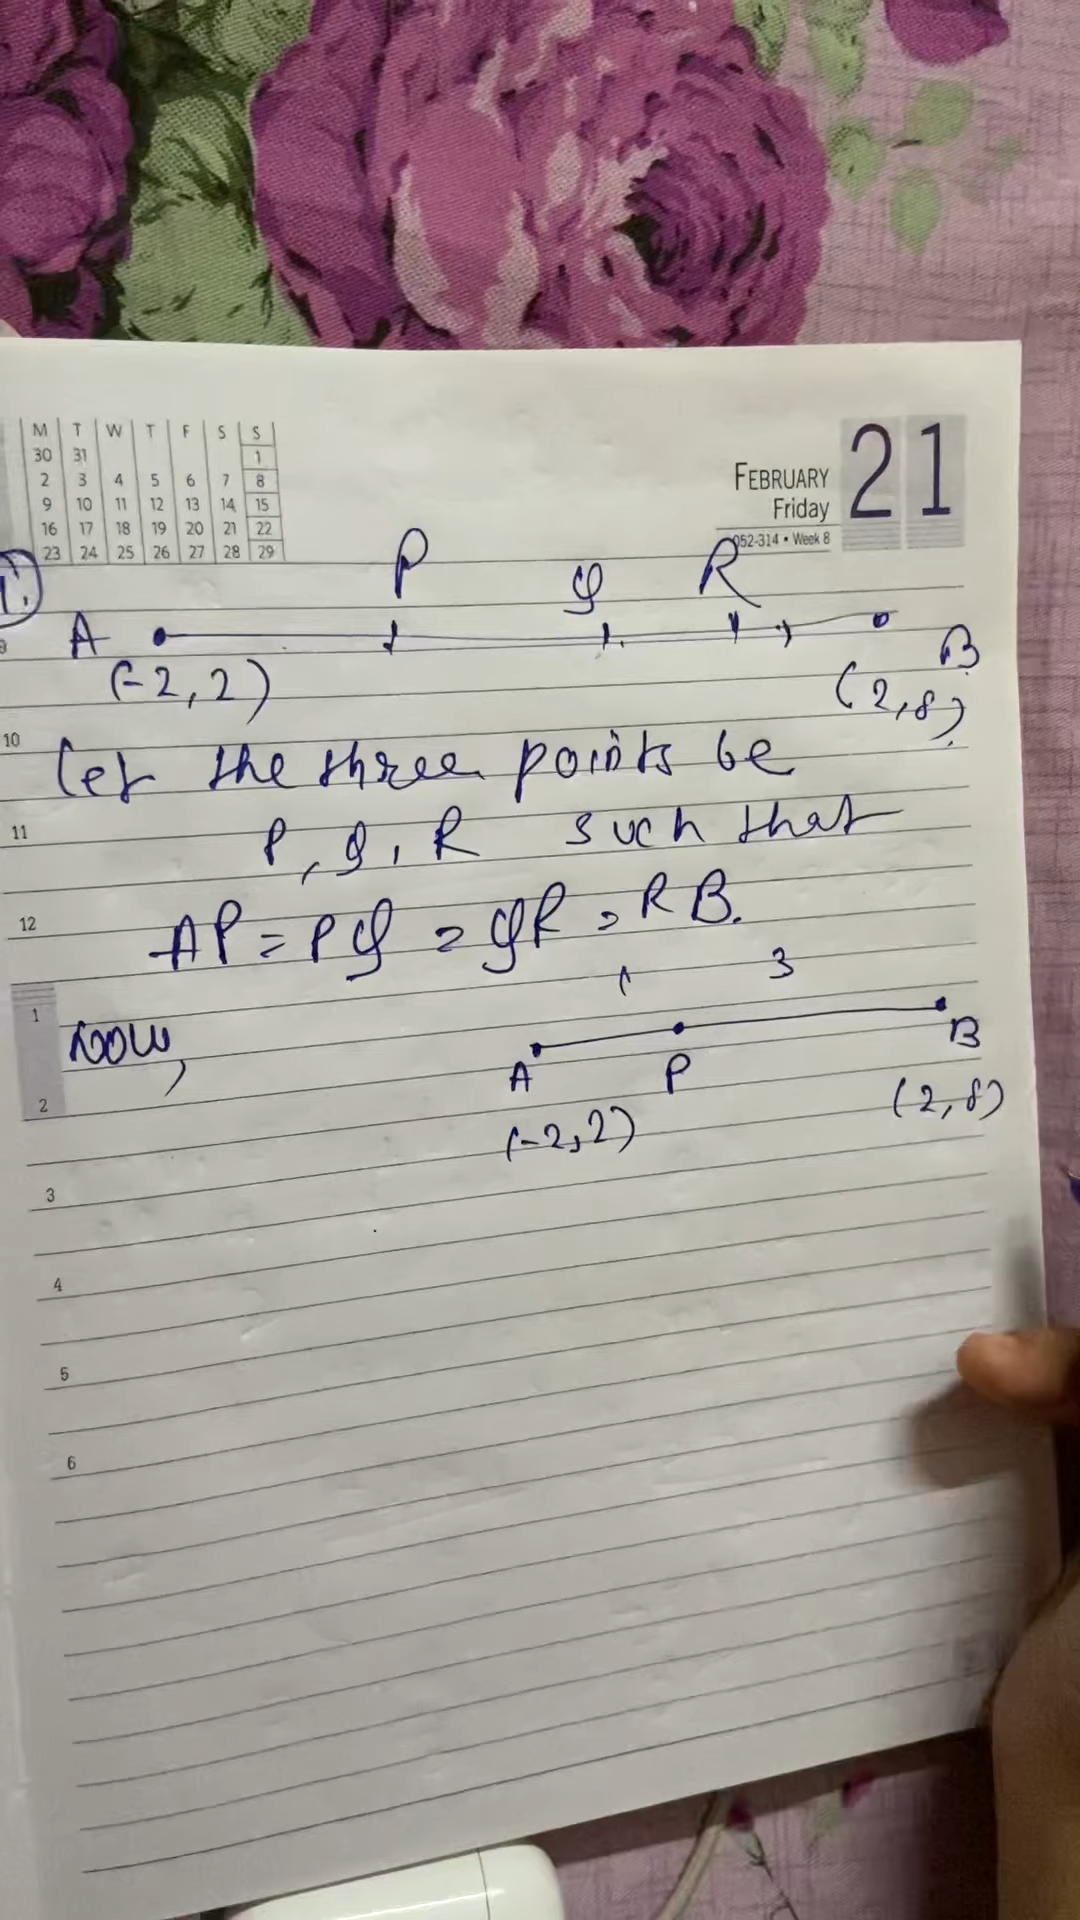 M T W T F S S
30 31 1
2 3 4 5 6 7 8
9 10 11 12 13 14 15
16 17 18 19 20 21 22
23 24 25 26 27 28 29
FEBRUARY 21
Friday
052-314 • Week 8
1.
P Q R
A B
(-2, 2) (2, 8)
Let the three points be
P, Q, R such that
AP = PQ = QR = RB.
1 3
Now,
A P B
(-2, 2) (2, 8)
9
10
11
12
1
2
3
4
5
6